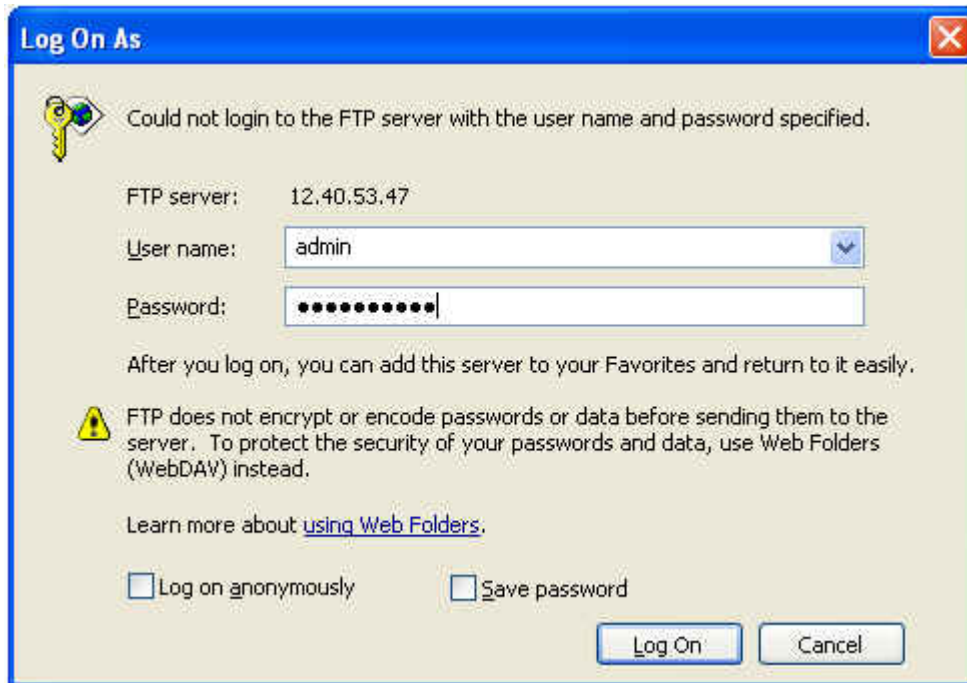 Log On As
Could not login to the FTP server with the user name and password specified.
FTP server: 12.40.53.47
User name: admin
Password: ●●●●●●●●●●
After you log on, you can add this server to your Favorites and return to it easily.
FTP does not encrypt or encode passwords or data before sending them to the
server. To protect the security of your passwords and data, use Web Folders
(WebDAV) instead.
Learn more about using Web Folders.
Log on anonymously Save password
Log On Cancel